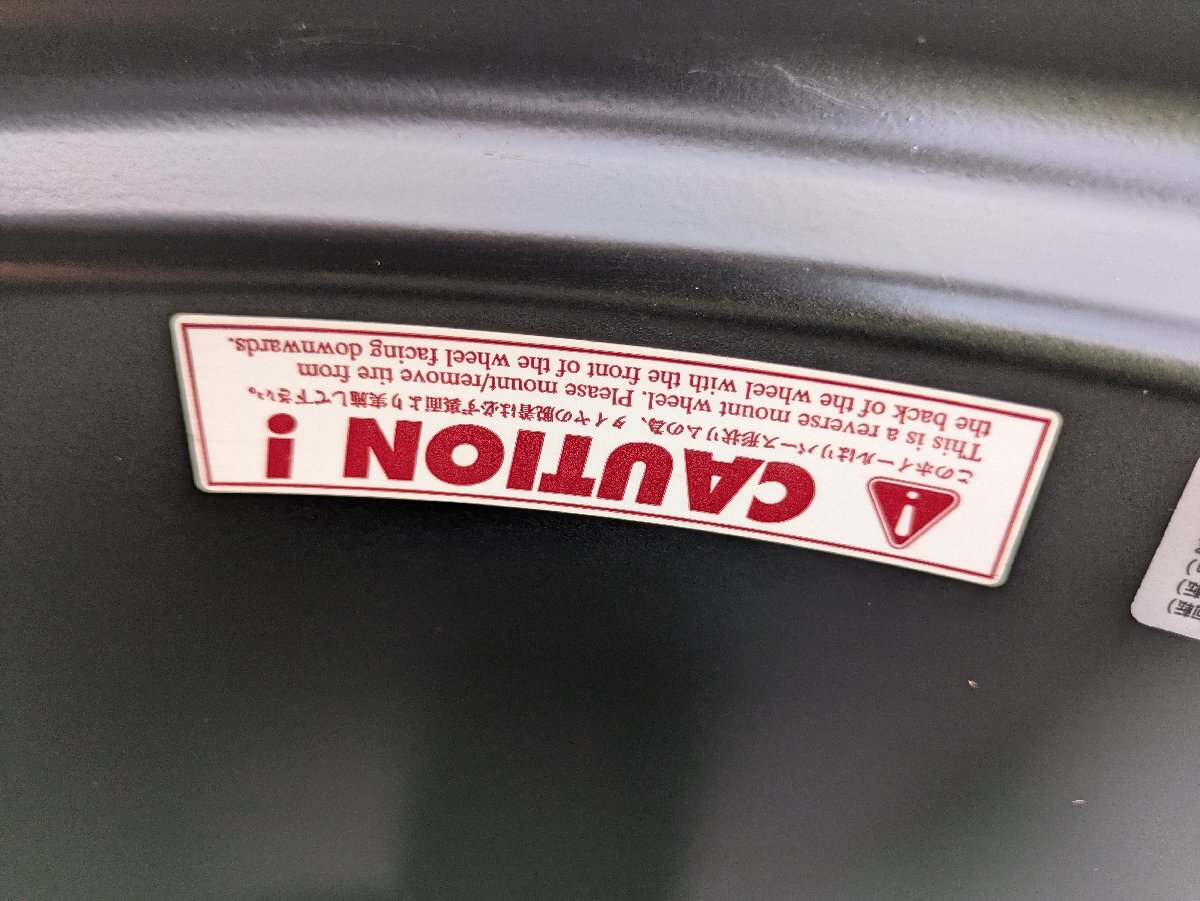 CAUTION !
このホイールはリバース形状リムの為、タイヤの脱着は必ず裏面より実施して下さい。
This is a reverse mount wheel. Please mount/remove tire from
the back of the wheel with the front of the wheel facing downwards.